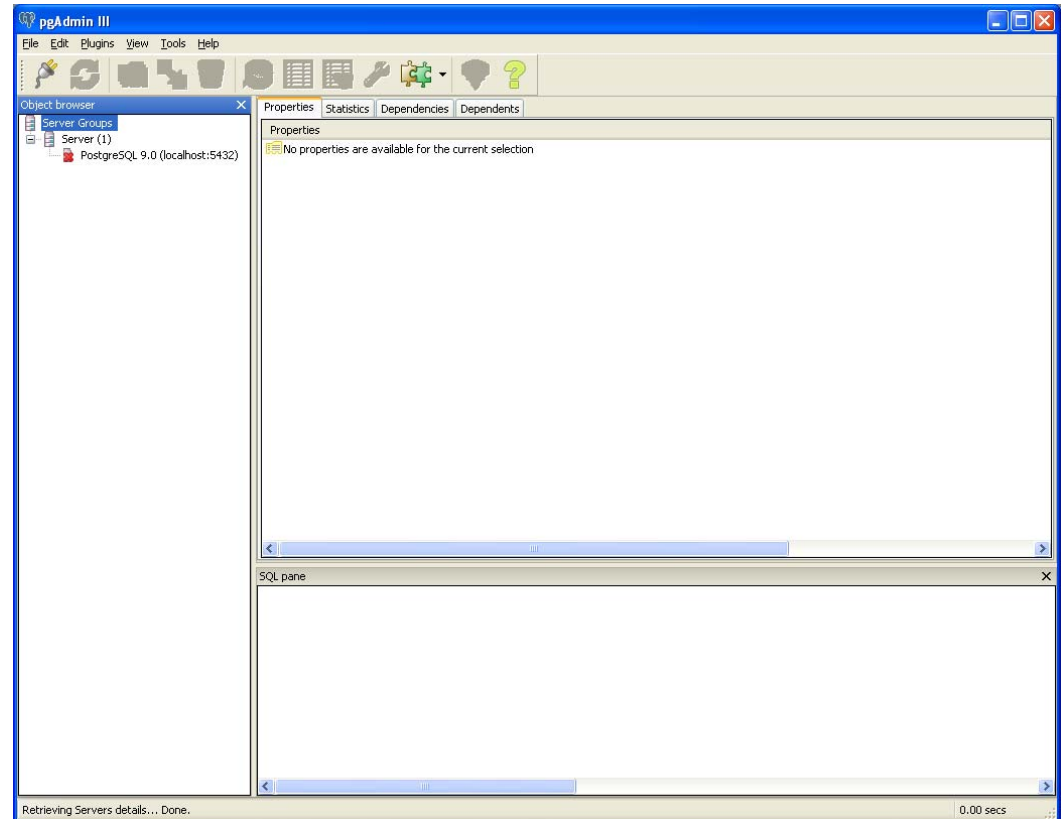 pgAdmin III
File Edit Plugins View Tools Help
Object browser
Server Groups
Server (1)
PostgreSQL 9.0 (localhost:5432)
Properties Statistics Dependencies Dependents
Properties
No properties are available for the current selection
SQL pane
Retrieving Servers details... Done.
0.00 secs